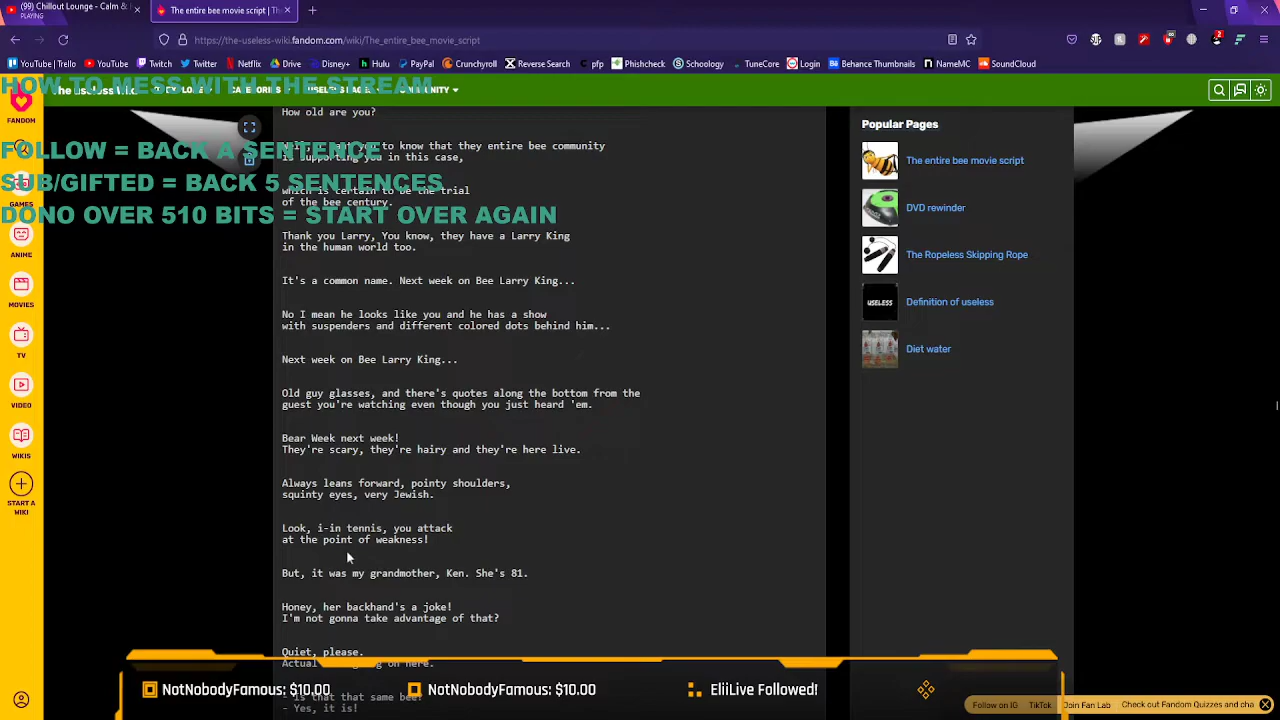 (99) Chillout Lounge - Calm &
The entire bee movie script | The
https://the-useless-wiki.fandom.com/wiki/The_entire_bee_movie_script
YouTube | Trello
YouTube
Twitch
Twitter
Netflix
Drive
Disney+
Hulu
PayPal
Crunchyroll
Reverse Search
pfp
Phishcheck
Schoology
TuneCore
Login
Behance Thumbnails
NameMC
SoundCloud
HOW TO MESS WITH THE STREAM
FOLLOW = BACK A SENTENCE
SUB/GIFTED = BACK 5 SENTENCES
DONO OVER 510 BITS = START OVER AGAIN
FANDOM
GAMES
ANIME
MOVIES
TV
VIDEO
WIKIS
START A
WIKI
How old are you?
to know that they entire bee community
is supporting you in this case,
which is certain to be the trial
of the bee century.
Thank you Larry, You know, they have a Larry King
in the human world too.
It's a common name. Next week on Bee Larry King...
No I mean he looks like you and he has a show
with suspenders and different colored dots behind him...
Next week on Bee Larry King...
Old guy glasses, and there's quotes along the bottom from the
guest you're watching even though you just heard 'em.
Bear Week next week!
They're scary, they're hairy and they're here live.
Always leans forward, pointy shoulders,
squinty eyes, very Jewish.
Look, i-in tennis, you attack
at the point of weakness!
But, it was my grandmother, Ken. She's 81.
Honey, her backhand's a joke!
I'm not gonna take advantage of that?
Quiet, please.
Actual on here.
- Is that that same bee?
- Yes, it is!
Popular Pages
The entire bee movie script
DVD rewinder
The Ropeless Skipping Rope
USELESS
Definition of useless
Diet water
NotNobodyFamous: $10.00
NotNobodyFamous: $10.00
EliiLive Followed!
Follow on IG
TikTok
Join Fan Lab
Check out Fandom Quizzes and cha